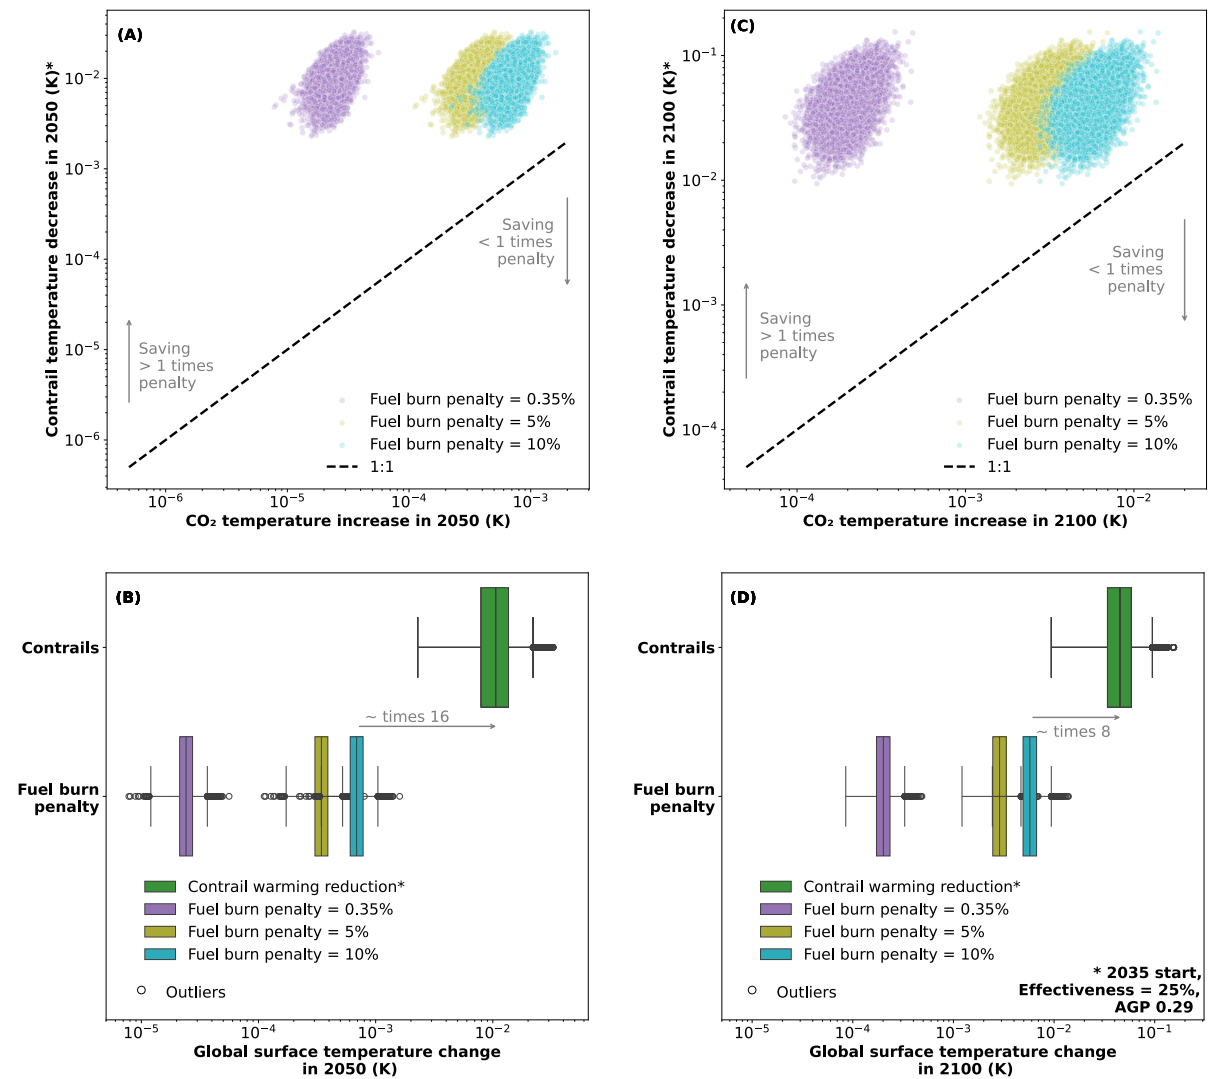 (A)
Contrail temperature decrease in 2050 (K)*
10⁻²
10⁻³
10⁻⁴
10⁻⁵
10⁻⁶
Saving
< 1 times
penalty
Saving
> 1 times
penalty
Fuel burn penalty = 0.35%
Fuel burn penalty = 5%
Fuel burn penalty = 10%
1:1
10⁻⁶
10⁻⁵
10⁻⁴
10⁻³
CO₂ temperature increase in 2050 (K)
(C)
Contrail temperature decrease in 2100 (K)*
10⁻¹
10⁻²
10⁻³
10⁻⁴
Saving
< 1 times
penalty
Saving
> 1 times
penalty
Fuel burn penalty = 0.35%
Fuel burn penalty = 5%
Fuel burn penalty = 10%
1:1
10⁻⁴
10⁻³
10⁻²
CO₂ temperature increase in 2100 (K)
(B)
Contrails
~ times 16
Fuel burn
penalty
Contrail warming reduction*
Fuel burn penalty = 0.35%
Fuel burn penalty = 5%
Fuel burn penalty = 10%
Outliers
10⁻⁵
10⁻⁴
10⁻³
10⁻²
Global surface temperature change
in 2050 (K)
(D)
Contrails
~ times 8
Fuel burn
penalty
Contrail warming reduction*
Fuel burn penalty = 0.35%
Fuel burn penalty = 5%
Fuel burn penalty = 10%
Outliers
* 2035 start,
Effectiveness = 25%,
AGP 0.29
10⁻⁵
10⁻⁴
10⁻³
10⁻²
10⁻¹
Global surface temperature change
in 2100 (K)